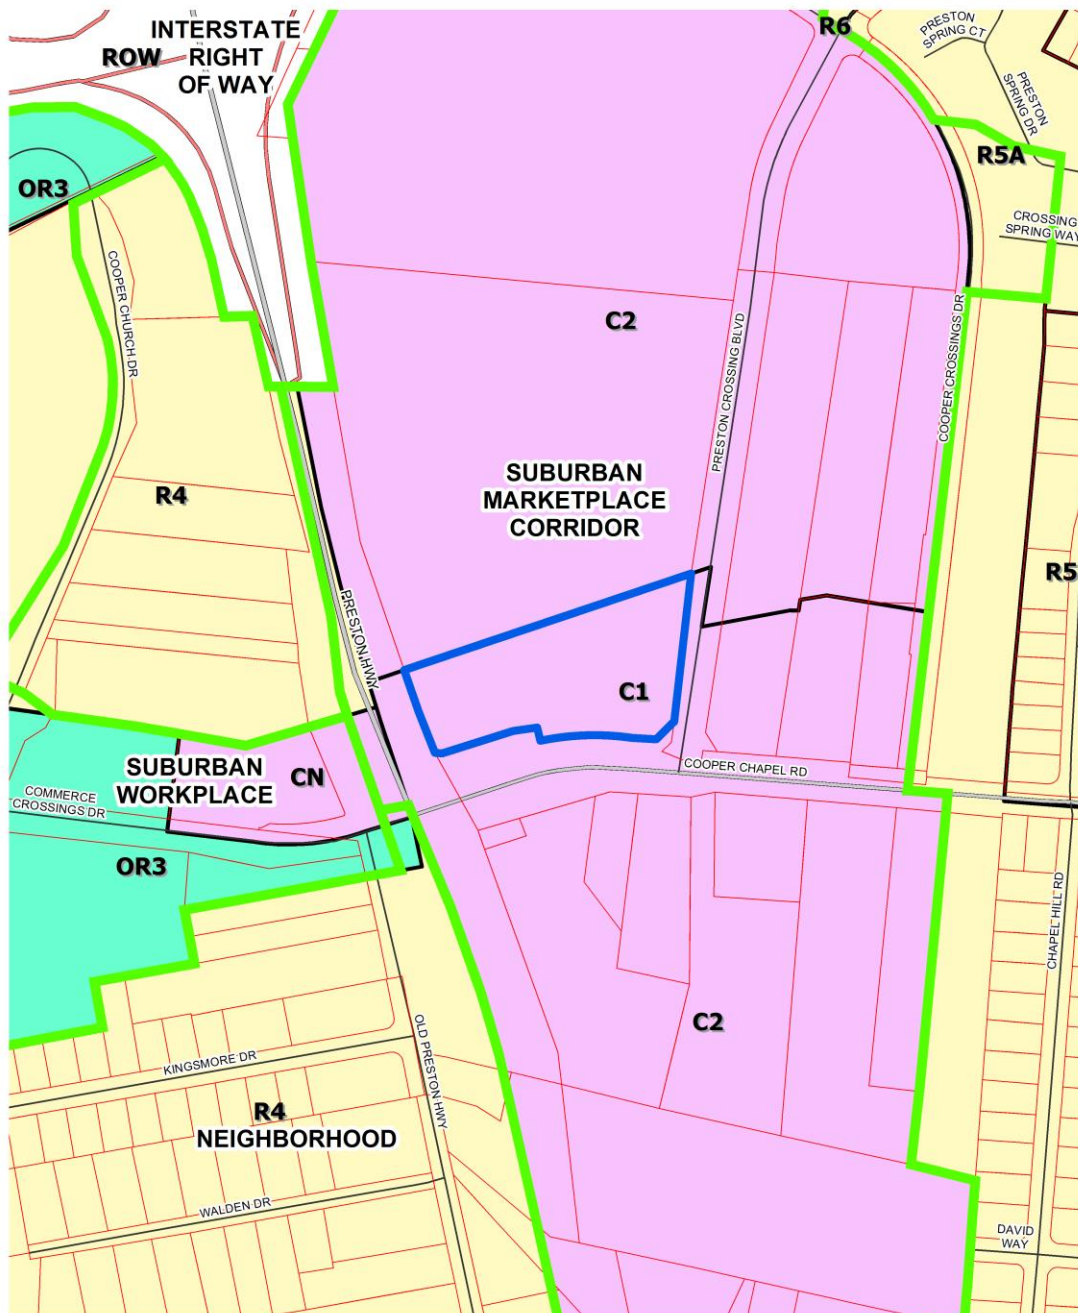 INTERSTATE
RIGHT
OF WAY
ROW
R6
PRESTON
SPRING CT
PRESTON
SPRING DR
R5A
OR3
CROSSING
SPRING WAY
COOPER CHURCH DR
C2
PRESTON CROSSING BLVD
COOPER CROSSINGS DR
SUBURBAN
MARKETPLACE
CORRIDOR
R4
R5
PRESTON HWY
C1
SUBURBAN
WORKPLACE
CN
COOPER CHAPEL RD
COMMERCE
CROSSINGS DR
OR3
CHAPEL HILL RD
C2
OLD PRESTON HWY
KINGSMORE DR
R4
NEIGHBORHOOD
WALDEN DR
DAVID
WAY